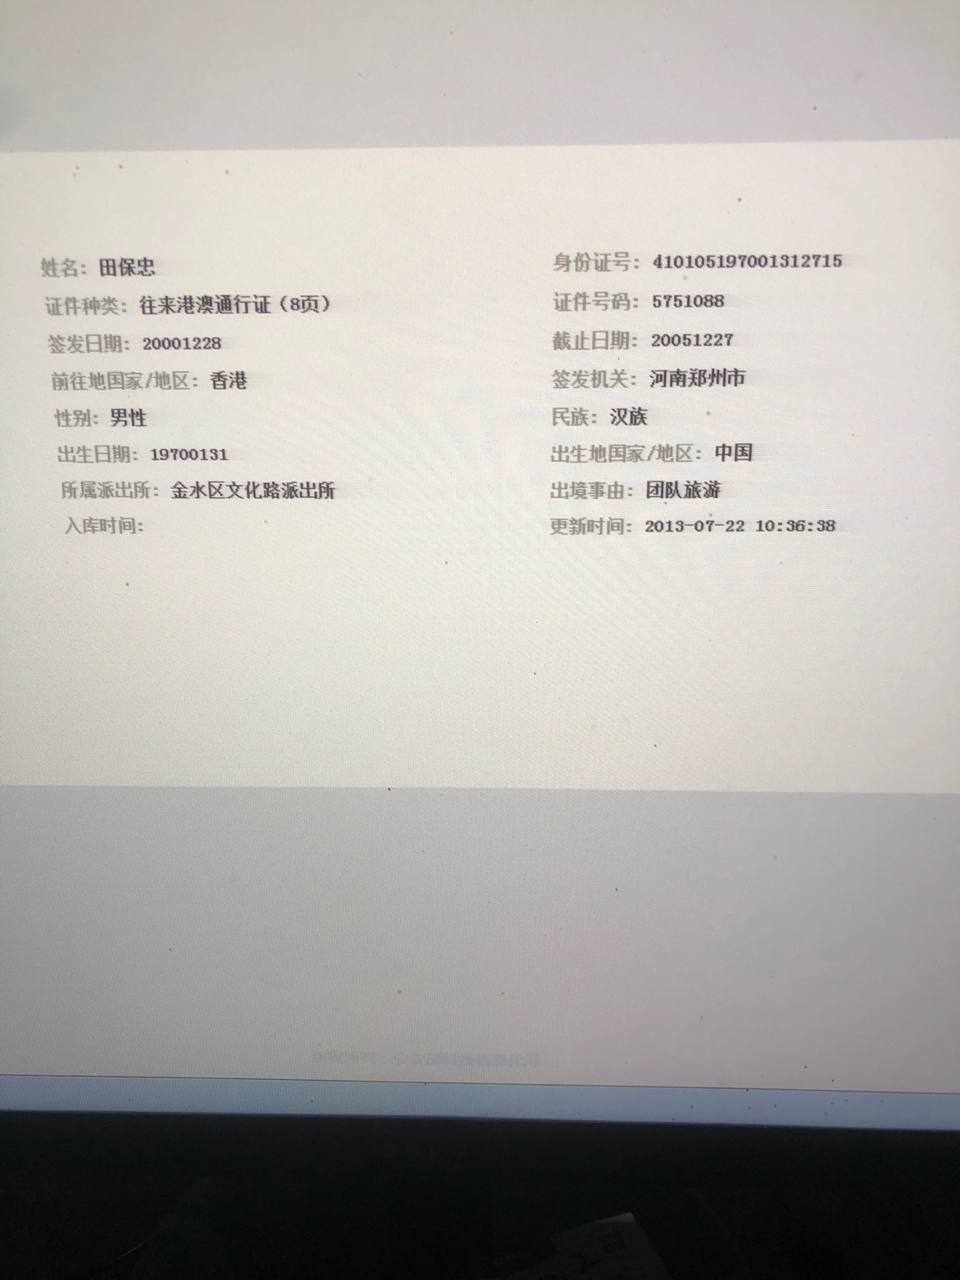 姓名：田保忠 身份证号：410105197001312715
证件种类：往来港澳通行证（8页） 证件号码：5751088
签发日期：20001228 截止日期：20051227
前往地国家/地区：香港 签发机关：河南郑州市
性别：男性 民族：汉族
出生日期：19700131 出生地国家/地区：中国
所属派出所：金水区文化路派出所 出境事由：团队旅游
入库时间： 更新时间：2013-07-22 10:36:38